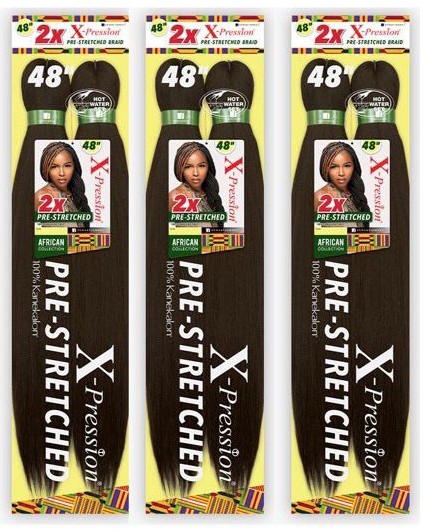 48"
2X X-Pression®
PRE-STRETCHED BRAID
48"
HOT
WATER
48"
X-Pression®
2X
PRE-STRETCHED
AFRICAN
COLLECTION
100% Kanekalon
PRE-STRETCHED
X-Pression®
48"
2X X-Pression®
PRE-STRETCHED BRAID
48"
HOT
WATER
48"
X-Pression®
2X
PRE-STRETCHED
AFRICAN
COLLECTION
100% Kanekalon
PRE-STRETCHED
X-Pression®
48"
2X X-Pression®
PRE-STRETCHED BRAID
48"
HOT
WATER
48"
X-Pression®
2X
PRE-STRETCHED
AFRICAN
COLLECTION
100% Kanekalon
PRE-STRETCHED
X-Pression®